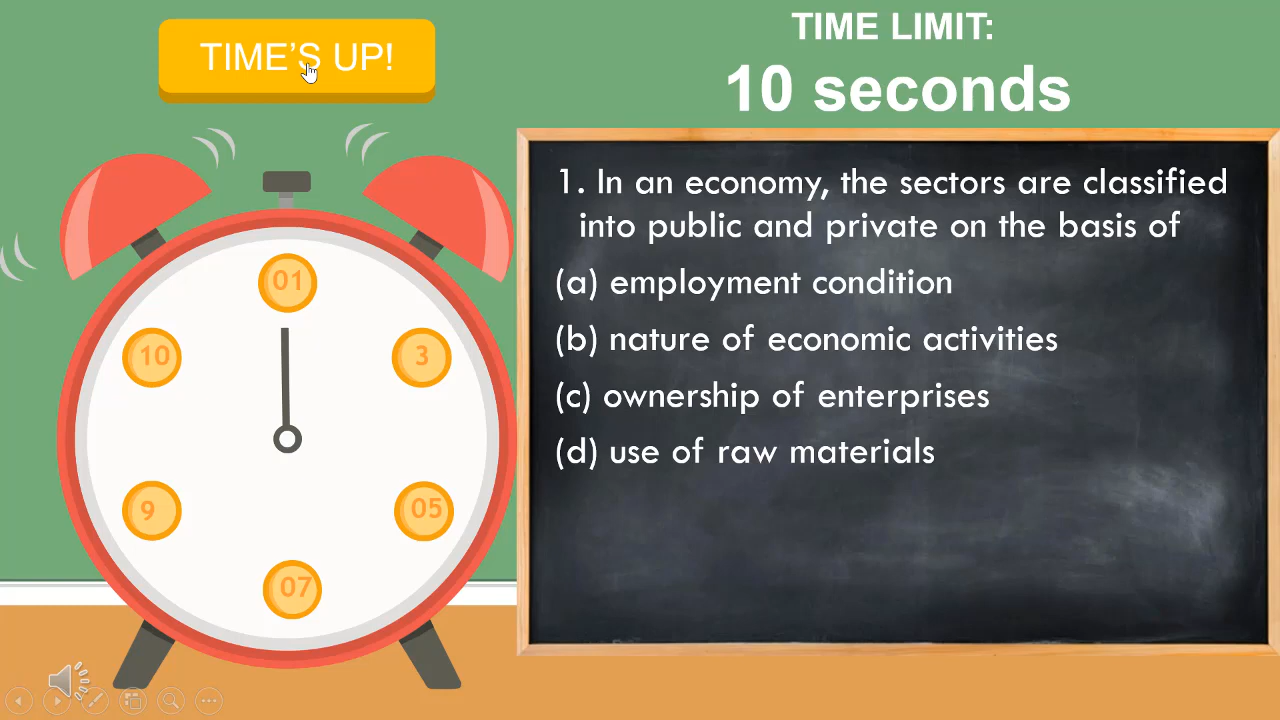 TIME'S UP!
TIME LIMIT:
10 seconds
01
10
3
9
05
07
1. In an economy, the sectors are classified
into public and private on the basis of
(a) employment condition
(b) nature of economic activities
(c) ownership of enterprises
(d) use of raw materials